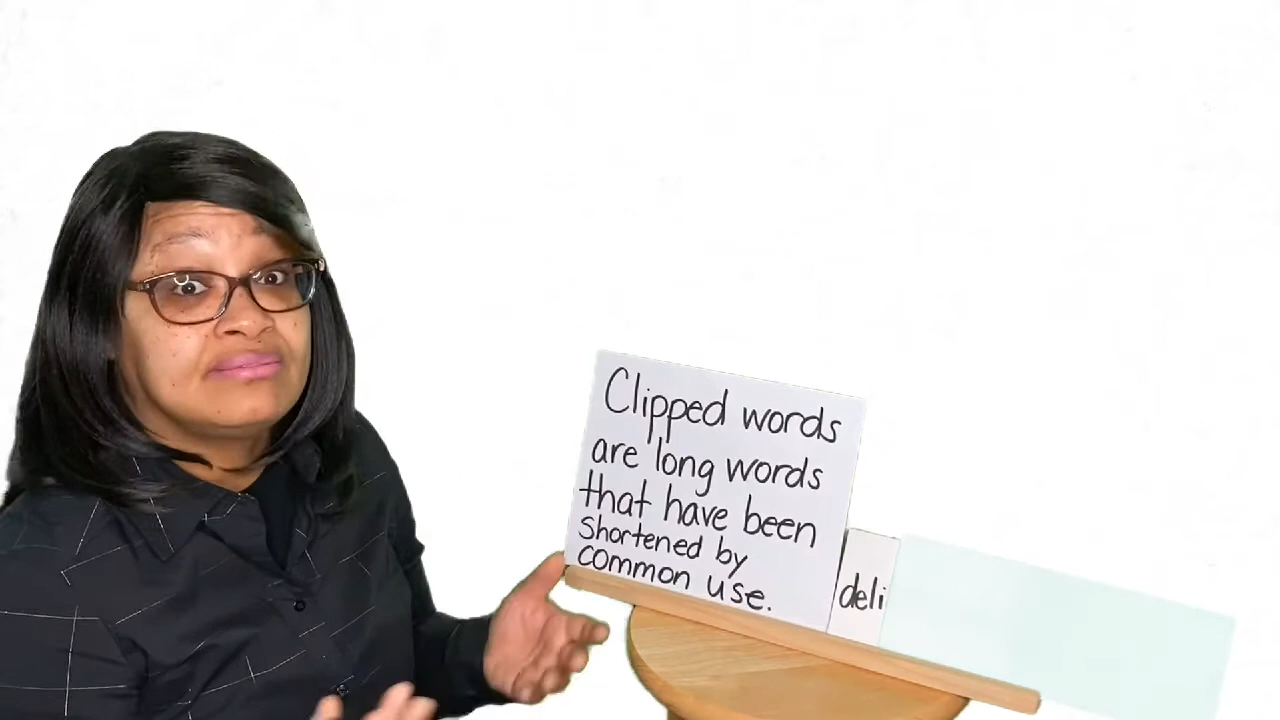 Clipped words
are long words
that have been
shortened by
common use.
deli